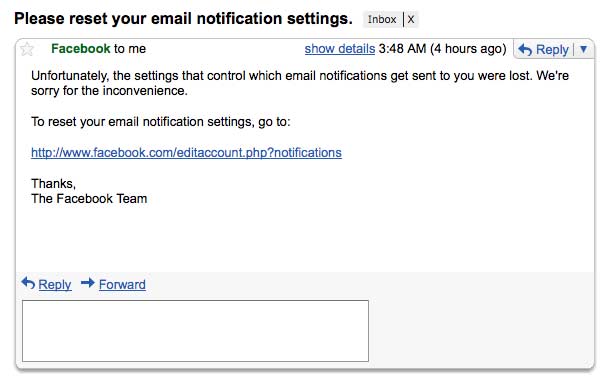 Please reset your email notification settings. Inbox X
Facebook to me show details 3:48 AM (4 hours ago) Reply
Unfortunately, the settings that control which email notifications get sent to you were lost. We're
sorry for the inconvenience.
To reset your email notification settings, go to:
http://www.facebook.com/editaccount.php?notifications
Thanks,
The Facebook Team
Reply Forward